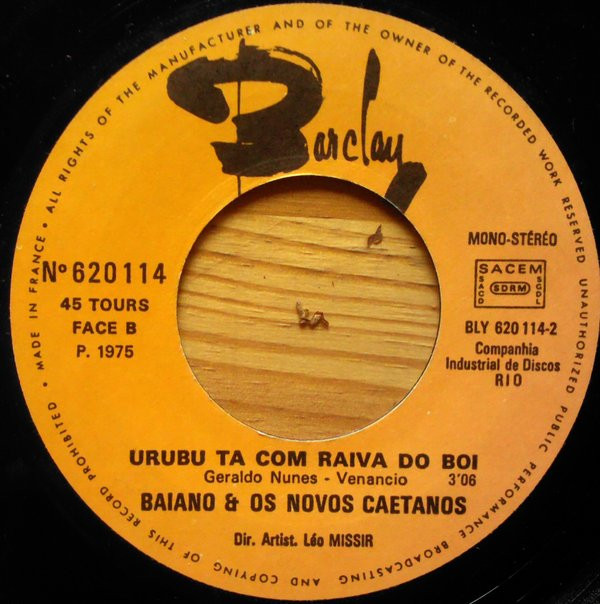 MADE IN FRANCE • ALL RIGHTS OF THE MANUFACTURER AND OF THE OWNER OF THE RECORDED WORK RESERVED UNAUTHORIZED PUBLIC PERFORMANCE BROADCASTING AND COPYING OF THIS RECORD PROHIBITED •
Barclay
Nº 620114
45 TOURS
FACE B
P. 1975
MONO-STÉRÉO
SACEM
SACD
SDRM
SGDL
BLY 620 114-2
Companhia
Industrial de Discos
RIO
URUBU TA COM RAIVA DO BOI
Geraldo Nunes - Venancio 3'06
BAIANO & OS NOVOS CAETANOS
Dir. Artist. Léo MISSIR